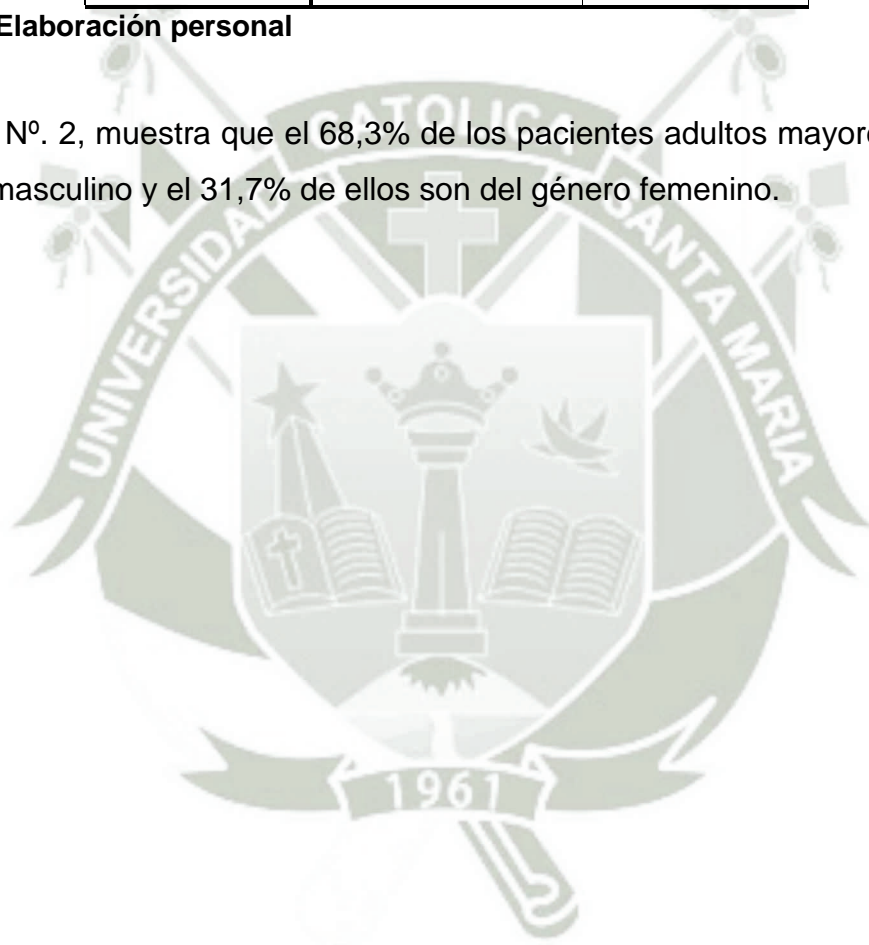 Elaboración personal
Nº. 2, muestra que el 68,3% de los pacientes adultos mayor
masculino y el 31,7% de ellos son del género femenino.
UNIVERSIDAD CATOLICA SANTA MARIA
1961